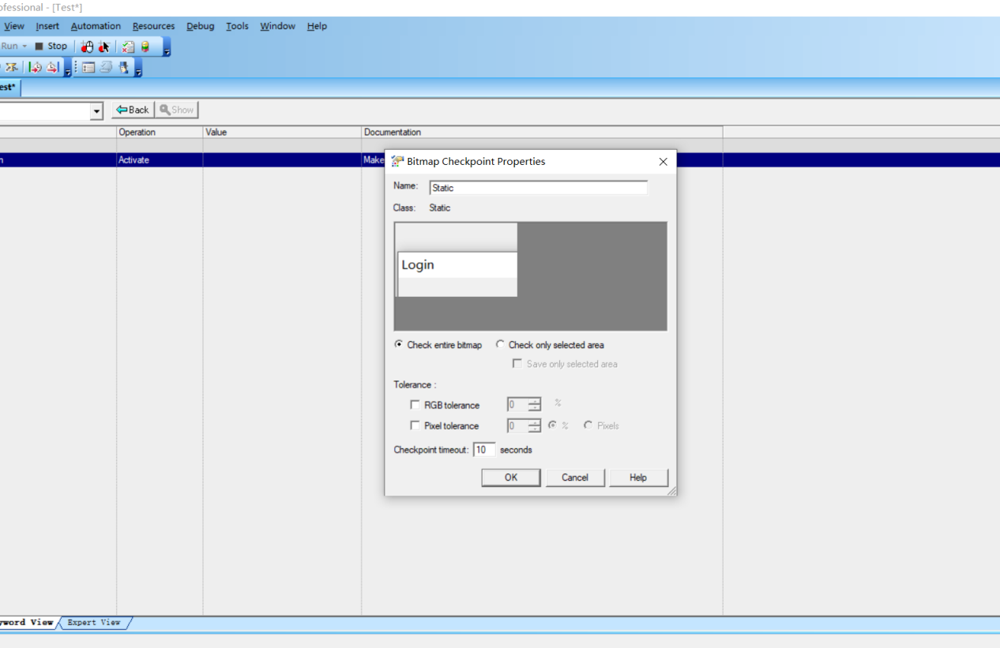 ofessional - [Test*]
View Insert Automation Resources Debug Tools Window Help
Run Stop
est*
Back Show
Operation Value Documentation
n Activate Make
Bitmap Checkpoint Properties
Name: Static
Class: Static
Login
Check entire bitmap Check only selected area
Save only selected area
Tolerance :
RGB tolerance 0 %
Pixel tolerance 0 % Pixels
Checkpoint timeout: 10 seconds
OK Cancel Help
yword View Expert View